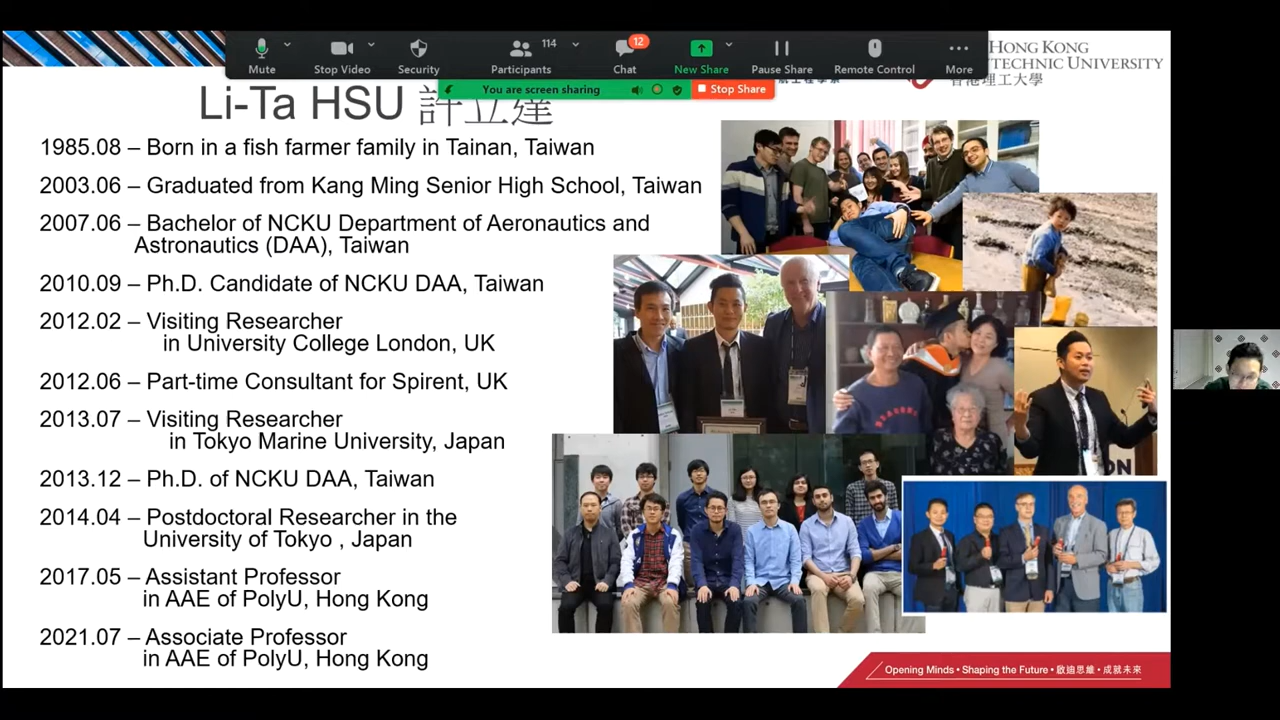 Mute
Stop Video
Security
Participants
114
Chat
12
New Share
Pause Share
Remote Control
More
You are screen sharing
Stop Share
HONG KONG
TECHNIC UNIVERSITY
香港理工大學
Li-Ta HSU 許立達
1985.08 – Born in a fish farmer family in Tainan, Taiwan
2003.06 – Graduated from Kang Ming Senior High School, Taiwan
2007.06 – Bachelor of NCKU Department of Aeronautics and
Astronautics (DAA), Taiwan
2010.09 – Ph.D. Candidate of NCKU DAA, Taiwan
2012.02 – Visiting Researcher
in University College London, UK
2012.06 – Part-time Consultant for Spirent, UK
2013.07 – Visiting Researcher
in Tokyo Marine University, Japan
2013.12 – Ph.D. of NCKU DAA, Taiwan
2014.04 – Postdoctoral Researcher in the
University of Tokyo , Japan
2017.05 – Assistant Professor
in AAE of PolyU, Hong Kong
2021.07 – Associate Professor
in AAE of PolyU, Hong Kong
Opening Minds • Shaping the Future • 啟迪思維 • 成就未來